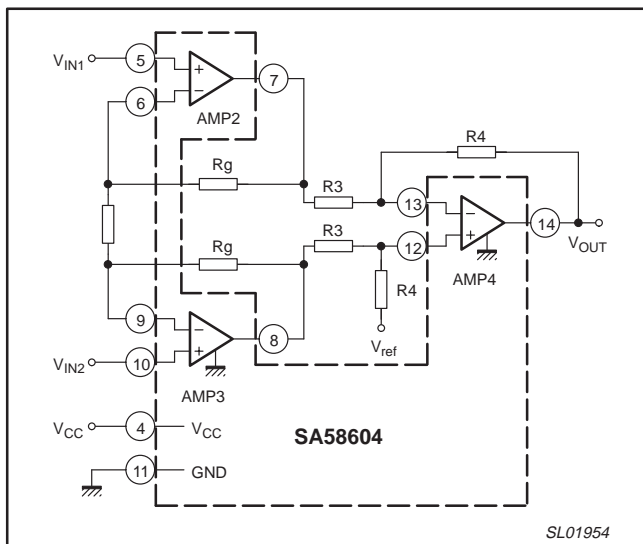 VIN1
5
+
−
6
7
AMP2
Rg
R4
R3
13
−
+
14
VOUT
R3
12
AMP4
Rg
R4
Vref
9
−
+
8
VIN2
10
AMP3
VCC
4
VCC
SA58604
11
GND
SL01954